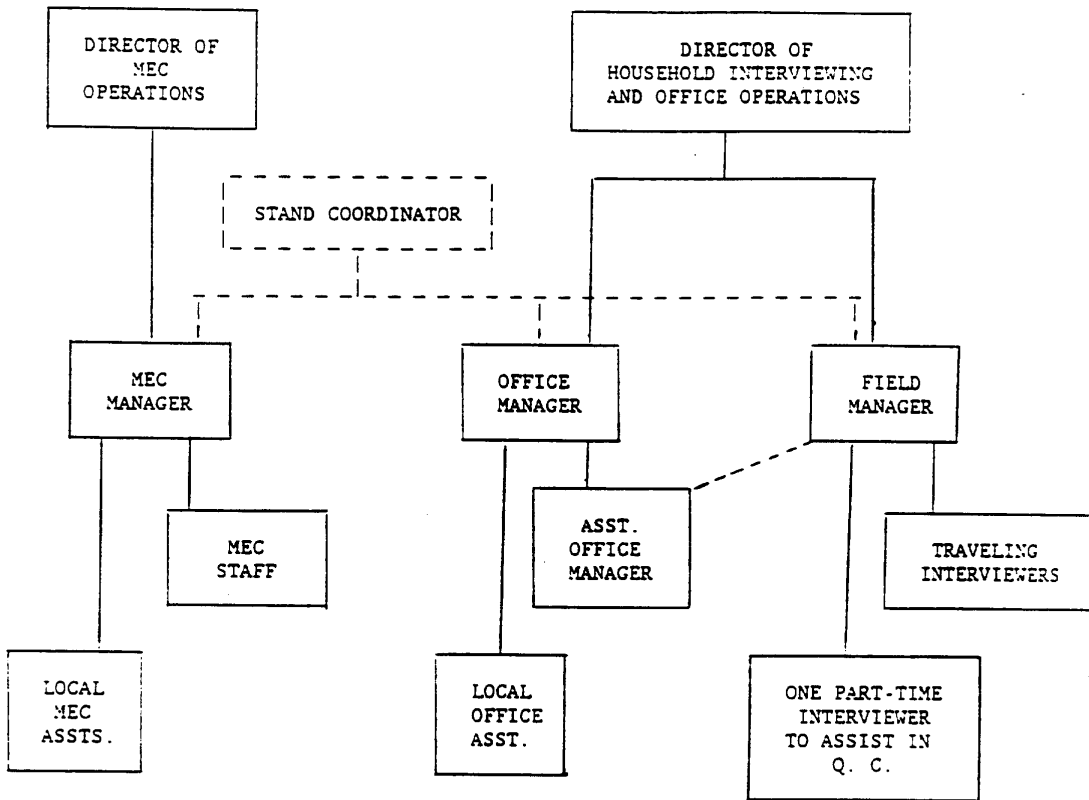 DIRECTOR OF
MEC
OPERATIONS
DIRECTOR OF
HOUSEHOLD INTERVIEWING
AND OFFICE OPERATIONS
STAND COORDINATOR
MEC
MANAGER
OFFICE
MANAGER
FIELD
MANAGER
MEC
STAFF
ASST.
OFFICE
MANAGER
TRAVELING
INTERVIEWERS
LOCAL
MEC
ASSTS.
LOCAL
OFFICE
ASST.
ONE PART-TIME
INTERVIEWER
TO ASSIST IN
Q. C.